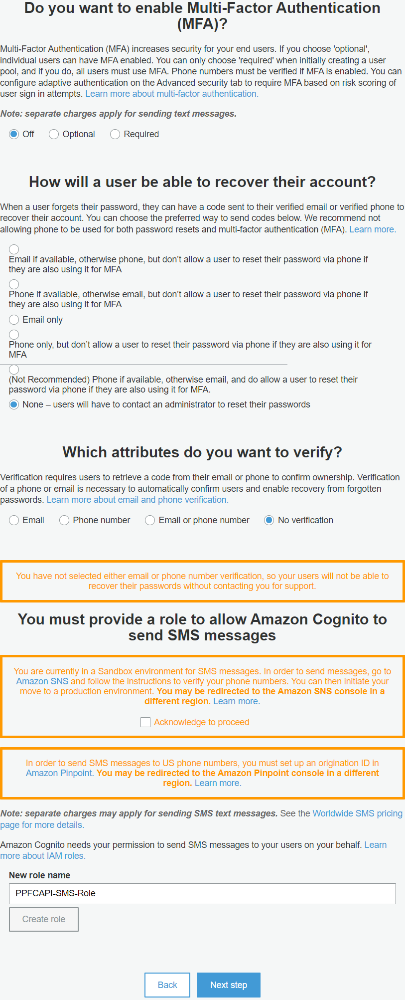 Do you want to enable Multi-Factor Authentication
(MFA)?
Multi-Factor Authentication (MFA) increases security for your end users. If you choose 'optional',
individual users can have MFA enabled. You can only choose 'required' when initially creating a user
pool, and if you do, all users must use MFA. Phone numbers must be verified if MFA is enabled. You can
configure adaptive authentication on the Advanced security tab to require MFA based on risk scoring of
user sign in attempts. Learn more about multi-factor authentication.
Note: separate charges apply for sending text messages.
Off Optional Required
How will a user be able to recover their account?
When a user forgets their password, they can have a code sent to their verified email or verified phone to
recover their account. You can choose the preferred way to send codes below. We recommend not
allowing phone to be used for both password resets and multi-factor authentication (MFA). Learn more.
Email if available, otherwise phone, but don’t allow a user to reset their password via phone if
they are also using it for MFA
Phone if available, otherwise email, but don’t allow a user to reset their password via phone if
they are also using it for MFA
Email only
Phone only, but don’t allow a user to reset their password via phone if they are also using it for
MFA
(Not Recommended) Phone if available, otherwise email, and do allow a user to reset their
password via phone if they are also using it for MFA.
None – users will have to contact an administrator to reset their passwords
Which attributes do you want to verify?
Verification requires users to retrieve a code from their email or phone to confirm ownership. Verification
of a phone or email is necessary to automatically confirm users and enable recovery from forgotten
passwords. Learn more about email and phone verification.
Email Phone number Email or phone number No verification
You have not selected either email or phone number verification, so your users will not be able to
recover their passwords without contacting you for support.
You must provide a role to allow Amazon Cognito to
send SMS messages
You are currently in a Sandbox environment for SMS messages. In order to send messages, go to
Amazon SNS and follow the instructions to verify your phone numbers. You can then initiate your
move to a production environment. You may be redirected to the Amazon SNS console in a
different region. Learn more.
Acknowledge to proceed
In order to send SMS messages to US phone numbers, you must set up an origination ID in
Amazon Pinpoint. You may be redirected to the Amazon Pinpoint console in a different
region. Learn more.
Note: separate charges may apply for sending SMS text messages. See the Worldwide SMS pricing
page for more details.
Amazon Cognito needs your permission to send SMS messages to your users on your behalf. Learn
more about IAM roles.
New role name
PPFCAPI-SMS-Role
Create role
Back Next step